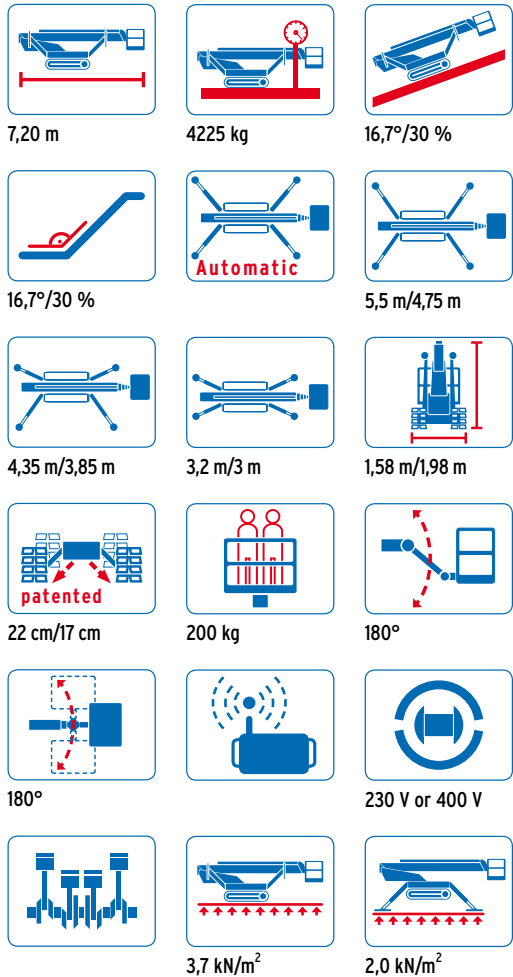 7,20 m
4225 kg
16,7°/30 %
16,7°/30 %
Automatic
5,5 m/4,75 m
4,35 m/3,85 m
3,2 m/3 m
1,58 m/1,98 m
patented
22 cm/17 cm
200 kg
180°
180°
230 V or 400 V
3,7 kN/m²
2,0 kN/m²